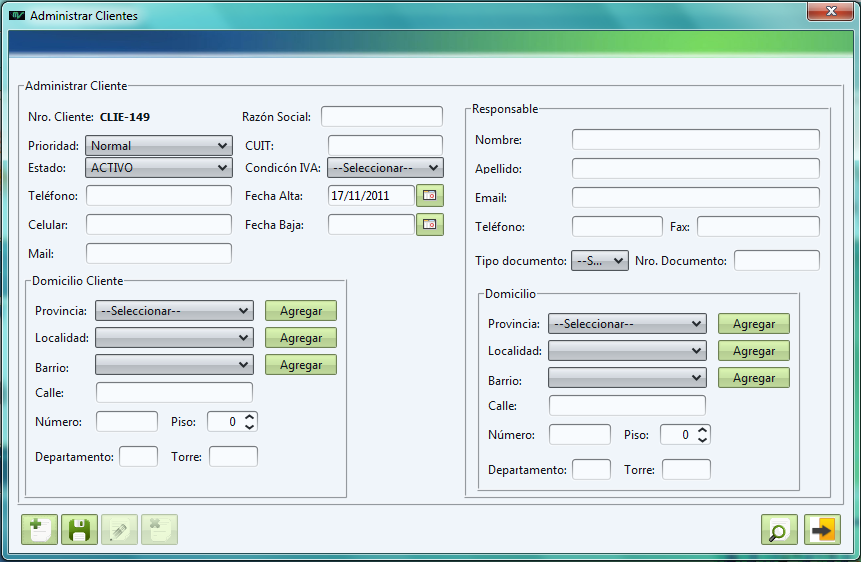 Administrar Clientes
Administrar Cliente
Nro. Cliente: CLIE-149
Razón Social:
Prioridad: Normal
CUIT:
Estado: ACTIVO
Condicón IVA: --Seleccionar--
Teléfono:
Fecha Alta: 17/11/2011
Celular:
Fecha Baja:
Mail:
Domicilio Cliente
Provincia: --Seleccionar-- Agregar
Localidad: Agregar
Barrio: Agregar
Calle:
Número: Piso: 0
Departamento: Torre:
Responsable
Nombre:
Apellido:
Email:
Teléfono: Fax:
Tipo documento: --S... Nro. Documento:
Domicilio
Provincia: --Seleccionar-- Agregar
Localidad: Agregar
Barrio: Agregar
Calle:
Número: Piso: 0
Departamento: Torre: